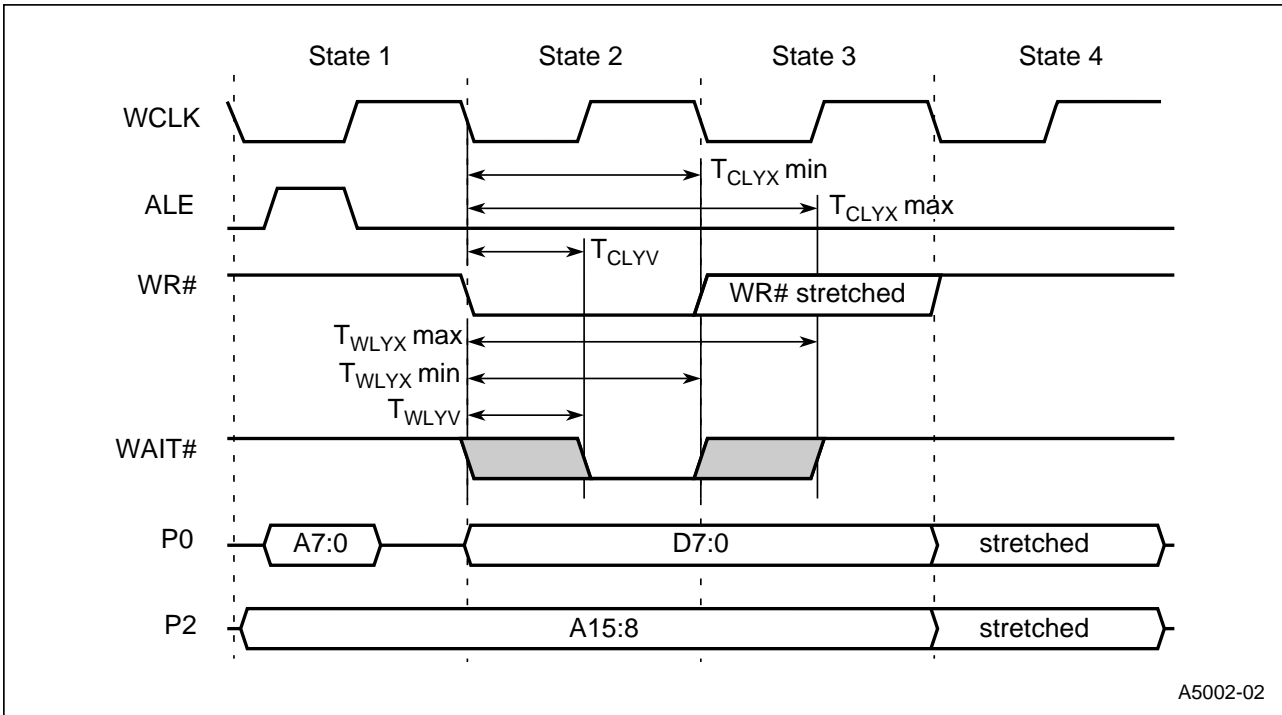 State 1 State 2 State 3 State 4
WCLK
T_CLYX min
ALE
T_CLYX max
T_CLYV
WR#
WR# stretched
T_WLYX max
T_WLYX min
T_WLYV
WAIT#
P0 A7:0 D7:0 stretched
P2 A15:8 stretched
A5002-02